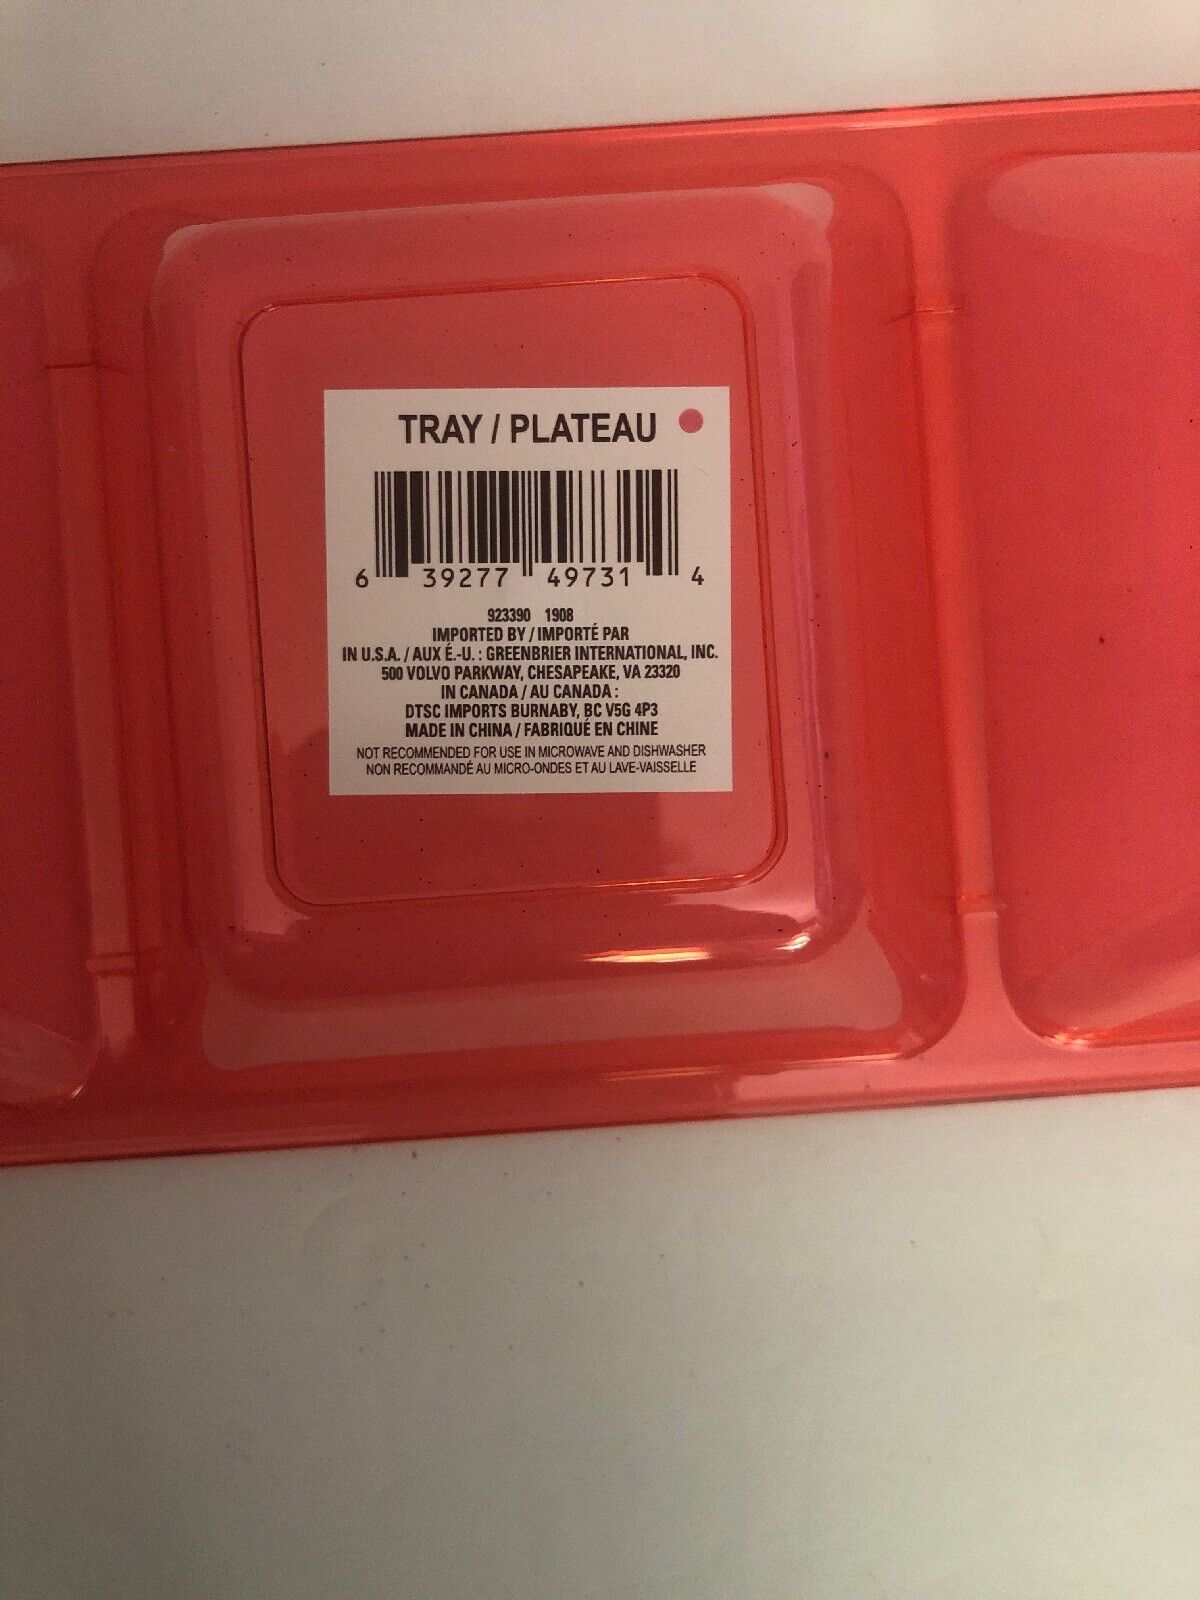 TRAY / PLATEAU
6 39277 49731 4
923390 1908
IMPORTED BY / IMPORTÉ PAR
IN U.S.A. / AUX É.-U. : GREENBRIER INTERNATIONAL, INC.
500 VOLVO PARKWAY, CHESAPEAKE, VA 23320
IN CANADA / AU CANADA :
DTSC IMPORTS BURNABY, BC V5G 4P3
MADE IN CHINA / FABRIQUÉ EN CHINE
NOT RECOMMENDED FOR USE IN MICROWAVE AND DISHWASHER
NON RECOMMANDÉ AU MICRO-ONDES ET AU LAVE-VAISSELLE